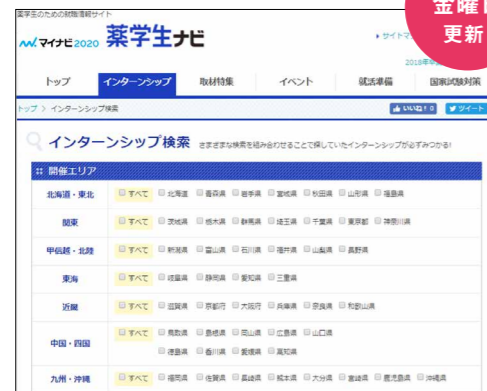 薬学生のための就職情報サイト
マイナビ2020 薬学生ナビ
サイトマ
金曜日
更新
2018年
トップ インターンシップ 取材特集 イベント 就活準備 国家試験対策
トップ > インターンシップ検索
いいね! 0 ツイート
インターンシップ検索 さまざまな検索を組み合わせることで探していたインターンシップが必ずみつかる!
開催エリア
北海道・東北 すべて 北海道 青森県 岩手県 宮城県 秋田県 山形県 福島県
関東 すべて 茨城県 栃木県 群馬県 埼玉県 千葉県 東京都 神奈川県
甲信越・北陸 すべて 新潟県 富山県 石川県 福井県 山梨県 長野県
東海 すべて 岐阜県 静岡県 愛知県 三重県
近畿 すべて 滋賀県 京都府 大阪府 兵庫県 奈良県 和歌山県
中国・四国 すべて 鳥取県 島根県 岡山県 広島県 山口県
徳島県 香川県 愛媛県 高知県
九州・沖縄 すべて 福岡県 佐賀県 長崎県 熊本県 大分県 宮崎県 鹿児島県 沖縄県